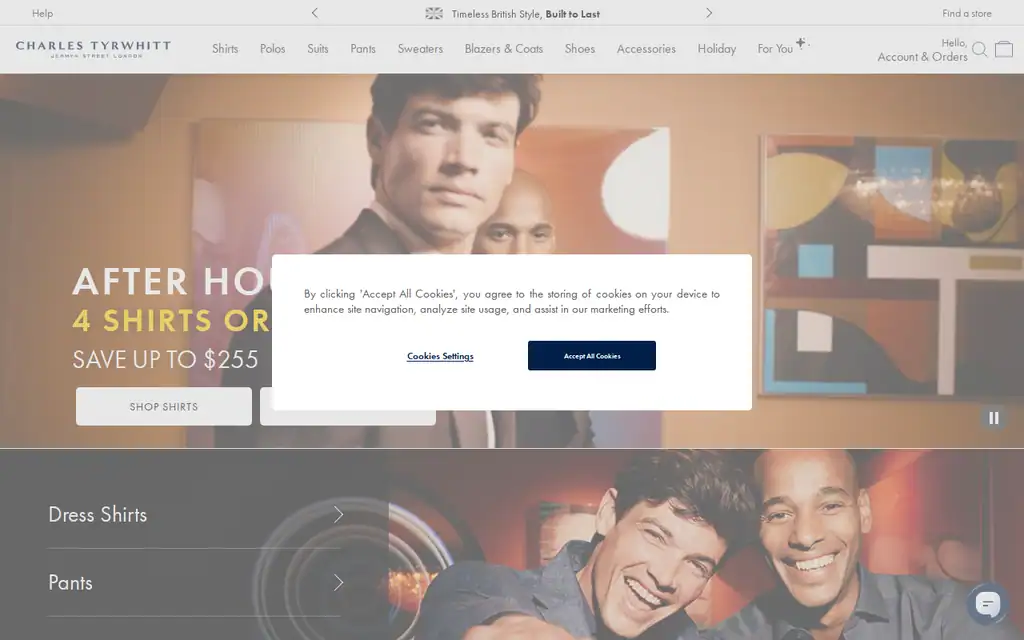 Help
Timeless British Style, Built to Last
Find a store
CHARLES TYRWHITT
JERMYN STREET LONDON
Shirts
Polos
Suits
Pants
Sweaters
Blazers & Coats
Shoes
Accessories
Holiday
For You
Hello,
Account & Orders
AFTER HOU
4 SHIRTS OR
SAVE UP TO $255
SHOP SHIRTS
By clicking 'Accept All Cookies', you agree to the storing of cookies on your device to
enhance site navigation, analyze site usage, and assist in our marketing efforts.
Cookies Settings
Accept All Cookies
Dress Shirts
Pants